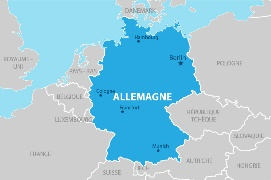 DANEMARK
Hambourg
ROYAUME-
UNI
Berlin
PAYS-BAS
POLOGNE
Cologne
BELGIQUE
ALLEMAGNE
Francfort
LUXEMBOURG
RÉPUBLIQUE
TCHÈQUE
SLOVAQUIE
FRANCE
Munich
AUTRICHE
HONGRIE
SUISSE